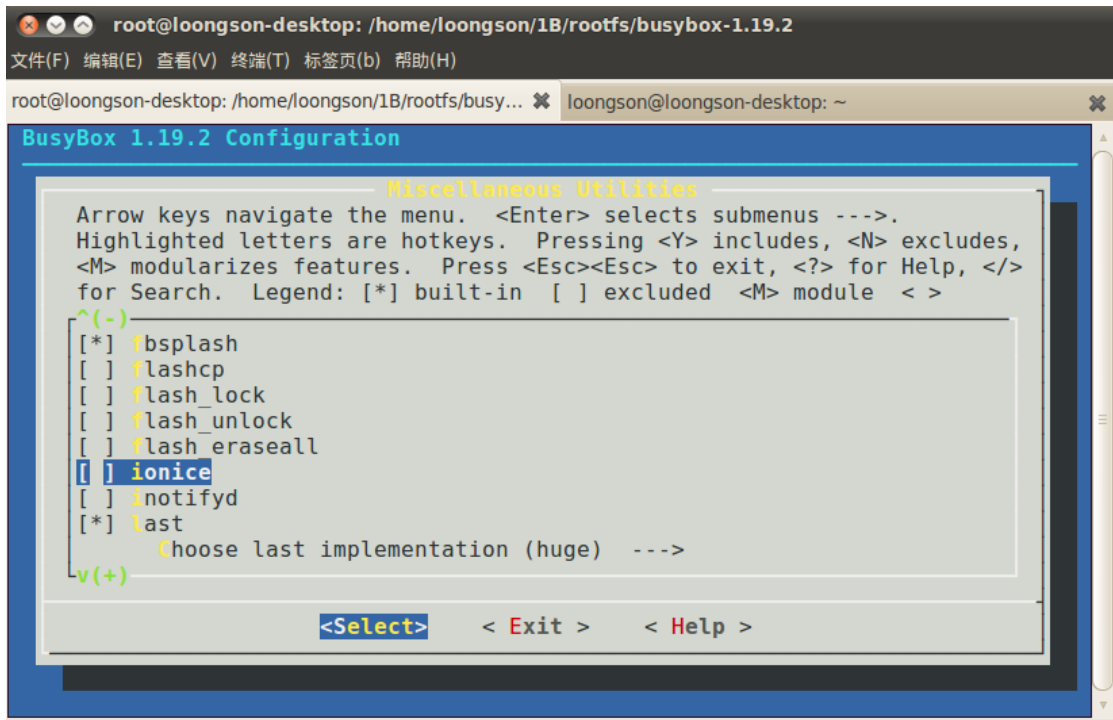 root@loongson-desktop: /home/loongson/1B/rootfs/busybox-1.19.2
文件(F) 编辑(E) 查看(V) 终端(T) 标签页(b) 帮助(H)
root@loongson-desktop: /home/loongson/1B/rootfs/busy... loongson@loongson-desktop: ~
BusyBox 1.19.2 Configuration
Miscellaneous Utilities
Arrow keys navigate the menu. <Enter> selects submenus --->.
Highlighted letters are hotkeys. Pressing <Y> includes, <N> excludes,
<M> modularizes features. Press <Esc><Esc> to exit, <?> for Help, </>
for Search. Legend: [*] built-in [ ] excluded <M> module < >
^(-)
[*] fbsplash
[ ] flashcp
[ ] flash_lock
[ ] flash_unlock
[ ] flash_eraseall
[ ] ionice
[ ] inotifyd
[*] last
Choose last implementation (huge) --->
v(+)
<Select> < Exit > < Help >